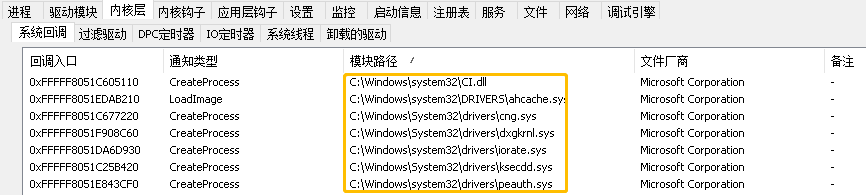 进程 驱动模块 内核层 内核钩子 应用层钩子 设置 监控 启动信息 注册表 服务 文件 网络 调试引擎
系统回调 过滤驱动 DPC定时器 IO定时器 系统线程 卸载的驱动
回调入口 通知类型 模块路径 / 文件厂商 备注
0xFFFFF8051C605110 CreateProcess C:\Windows\system32\CI.dll Microsoft Corporation -
0xFFFFF8051EDAB210 LoadImage C:\Windows\system32\DRIVERS\ahcache.sys Microsoft Corporation -
0xFFFFF8051C677220 CreateProcess C:\Windows\System32\drivers\cng.sys Microsoft Corporation -
0xFFFFF8051F908C60 CreateProcess C:\Windows\System32\drivers\dxgkrnl.sys Microsoft Corporation -
0xFFFFF8051DA6D930 CreateProcess C:\Windows\system32\drivers\iorate.sys Microsoft Corporation -
0xFFFFF8051C25B420 CreateProcess C:\Windows\System32\drivers\ksecdd.sys Microsoft Corporation -
0xFFFFF8051E843CF0 CreateProcess C:\Windows\system32\drivers\peauth.sys Microsoft Corporation -